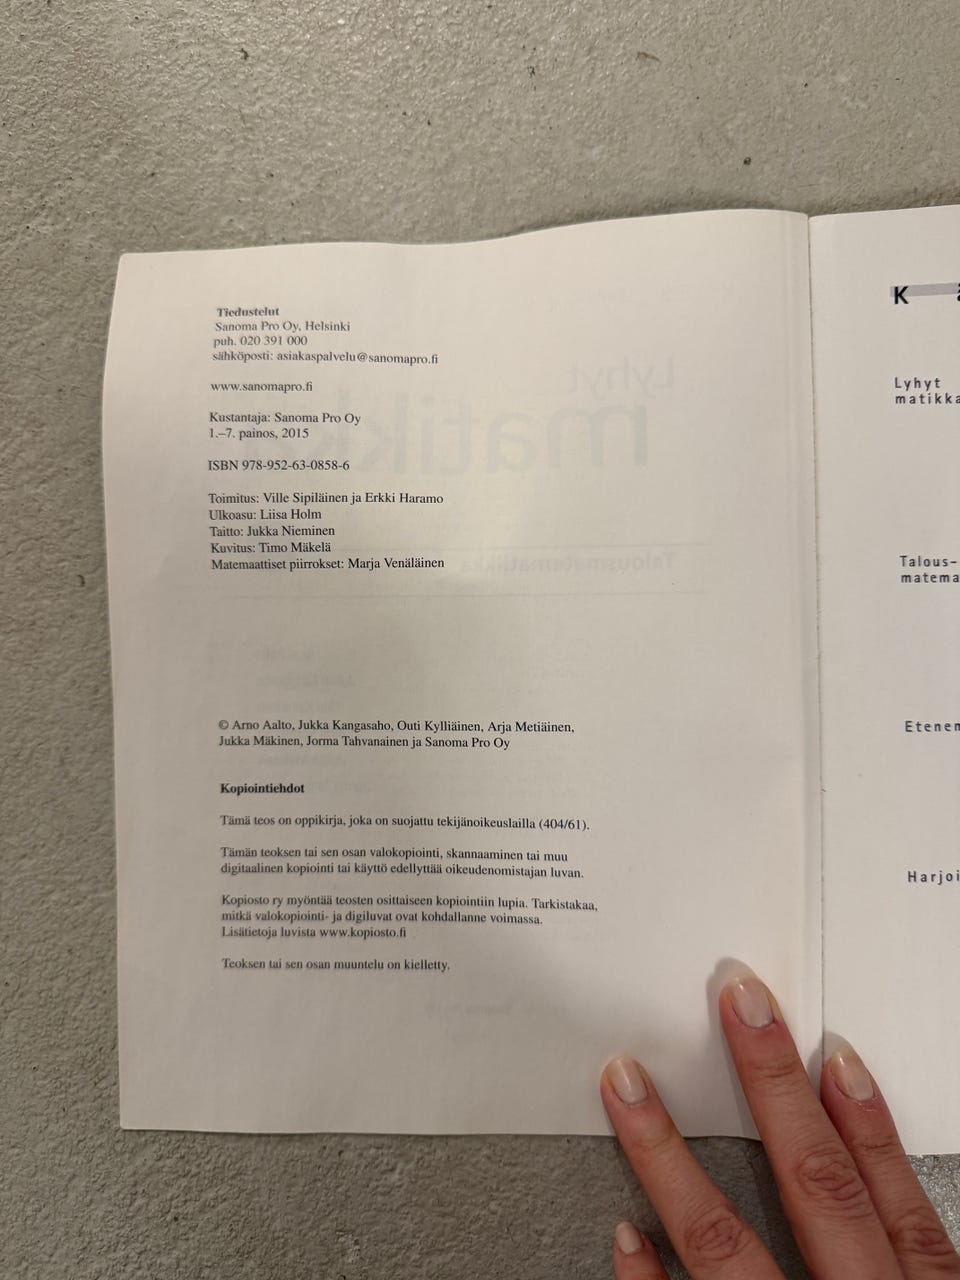 Tiedustelut
Sanoma Pro Oy, Helsinki
puh. 020 391 000
sähköposti: asiakaspalvelu@sanomapro.fi
www.sanomapro.fi
Kustantaja: Sanoma Pro Oy
1.–7. painos, 2015
ISBN 978-952-63-0858-6
Toimitus: Ville Sipiläinen ja Erkki Haramo
Ulkoasu: Liisa Holm
Taitto: Jukka Nieminen
Kuvitus: Timo Mäkelä
Matemaattiset piirrokset: Marja Venäläinen
© Arno Aalto, Jukka Kangasaho, Outi Kylliäinen, Arja Metiäinen,
Jukka Mäkinen, Jorma Tahvanainen ja Sanoma Pro Oy
Kopiointiehdot
Tämä teos on oppikirja, joka on suojattu tekijänoikeuslailla (404/61).
Tämän teoksen tai sen osan valokopiointi, skannaaminen tai muu
digitaalinen kopiointi tai käyttö edellyttää oikeudenomistajan luvan.
Kopiosto ry myöntää teosten osittaiseen kopiointiin lupia. Tarkistakaa,
mitkä valokopiointi- ja digiluvat ovat kohdallanne voimassa.
Lisätietoja luvista www.kopiosto.fi
Teoksen tai sen osan muuntelu on kielletty.
K
Lyhyt
matikka
Talous-
matema
Etenem
Harjoi